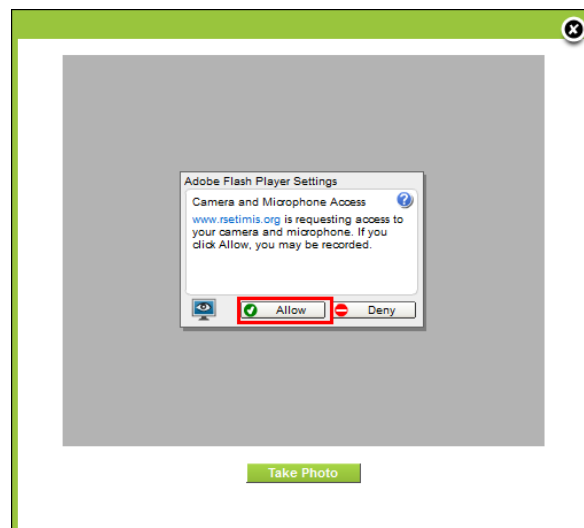 Adobe Flash Player Settings
Camera and Microphone Access
www.rsetimis.org is requesting access to
your camera and microphone. If you
click Allow, you may be recorded.
Allow
Deny
Take Photo